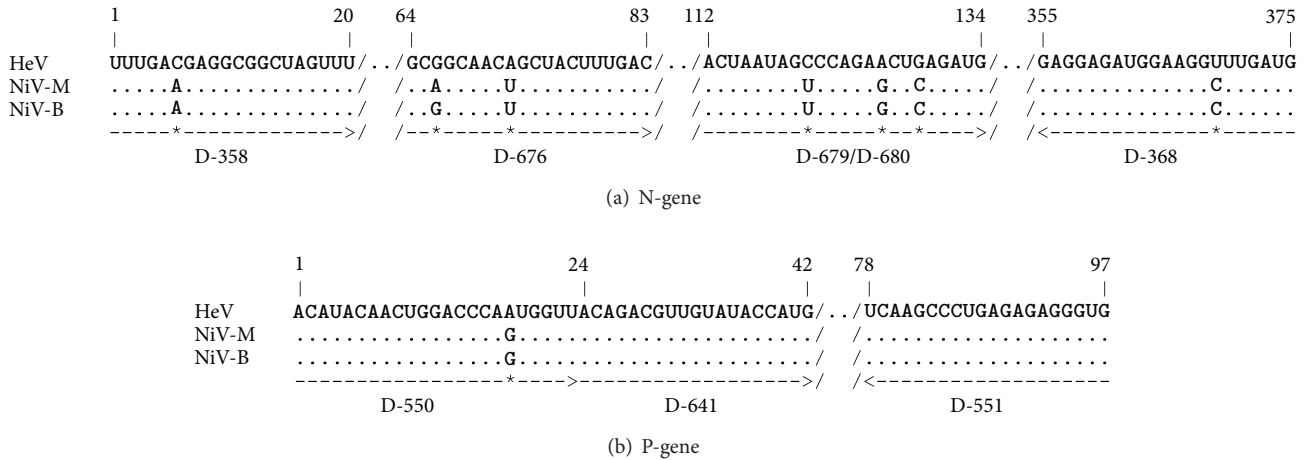 1 20 64 83 112 134 355 375
| | | | | | | |
HeV UUUGACGAGGCGGCUAGUUU/../GCGGCAACAGCUACUUUGAC/../ACUAAUAGCCCAGAACUGAGAUG/../GAGGAGAUGGAAGGUUUGAUG
NiV-M .....A............../ /..A.....U.........../ /........U.....G..C...../ /..............C......
NiV-B .....A............../ /..G.....U.........../ /........U.....G..C...../ /..............C......
-----*------------->/ /--*-----*---------->/ /--------*-----*--*---->/ /<-------------*------
D-358 D-676 D-679/D-680 D-368
(a) N-gene
1 24 42 78 97
| | | | |
HeV ACAUACAACUGGACCCAAUGGUUACAGACGUUGUAUACCAUG/../UCAAGCCCUGAGAGAGGGUG
NiV-M .................G......................../ /....................
NiV-B .................G......................../ /....................
-----------------*----->------------------>/ /<-------------------
D-550 D-641 D-551
(b) P-gene